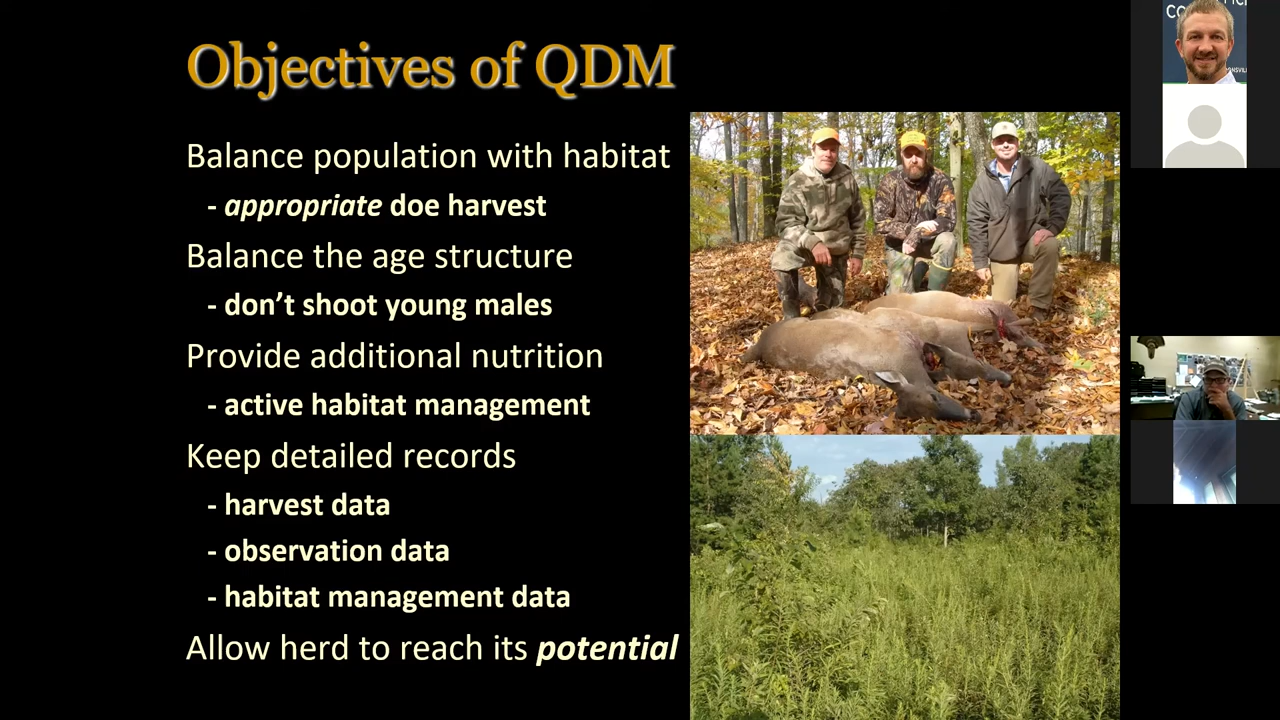 Objectives of QDM
Balance population with habitat
- appropriate doe harvest
Balance the age structure
- don’t shoot young males
Provide additional nutrition
- active habitat management
Keep detailed records
- harvest data
- observation data
- habitat management data
Allow herd to reach its potential